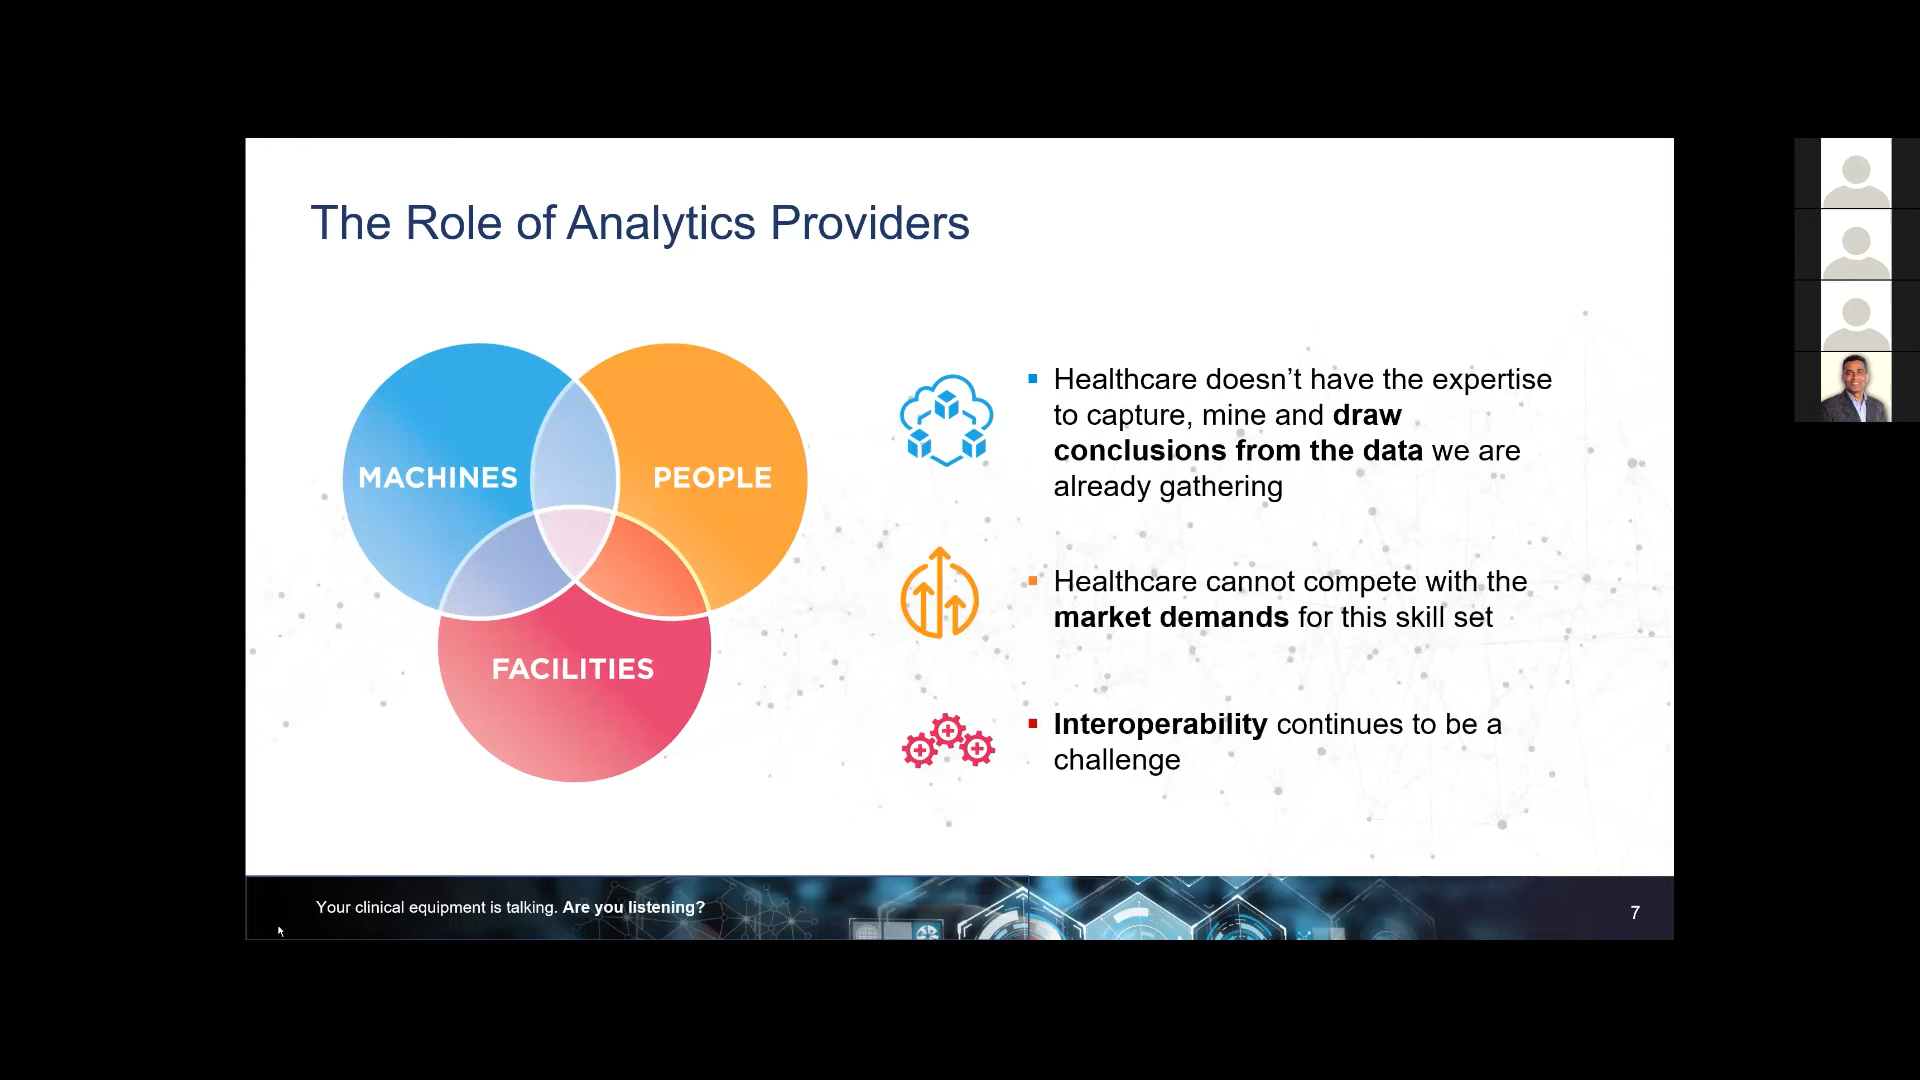 The Role of Analytics Providers
MACHINES
PEOPLE
FACILITIES
Healthcare doesn’t have the expertise
to capture, mine and draw
conclusions from the data we are
already gathering
Healthcare cannot compete with the
market demands for this skill set
Interoperability continues to be a
challenge
Your clinical equipment is talking. Are you listening?
7